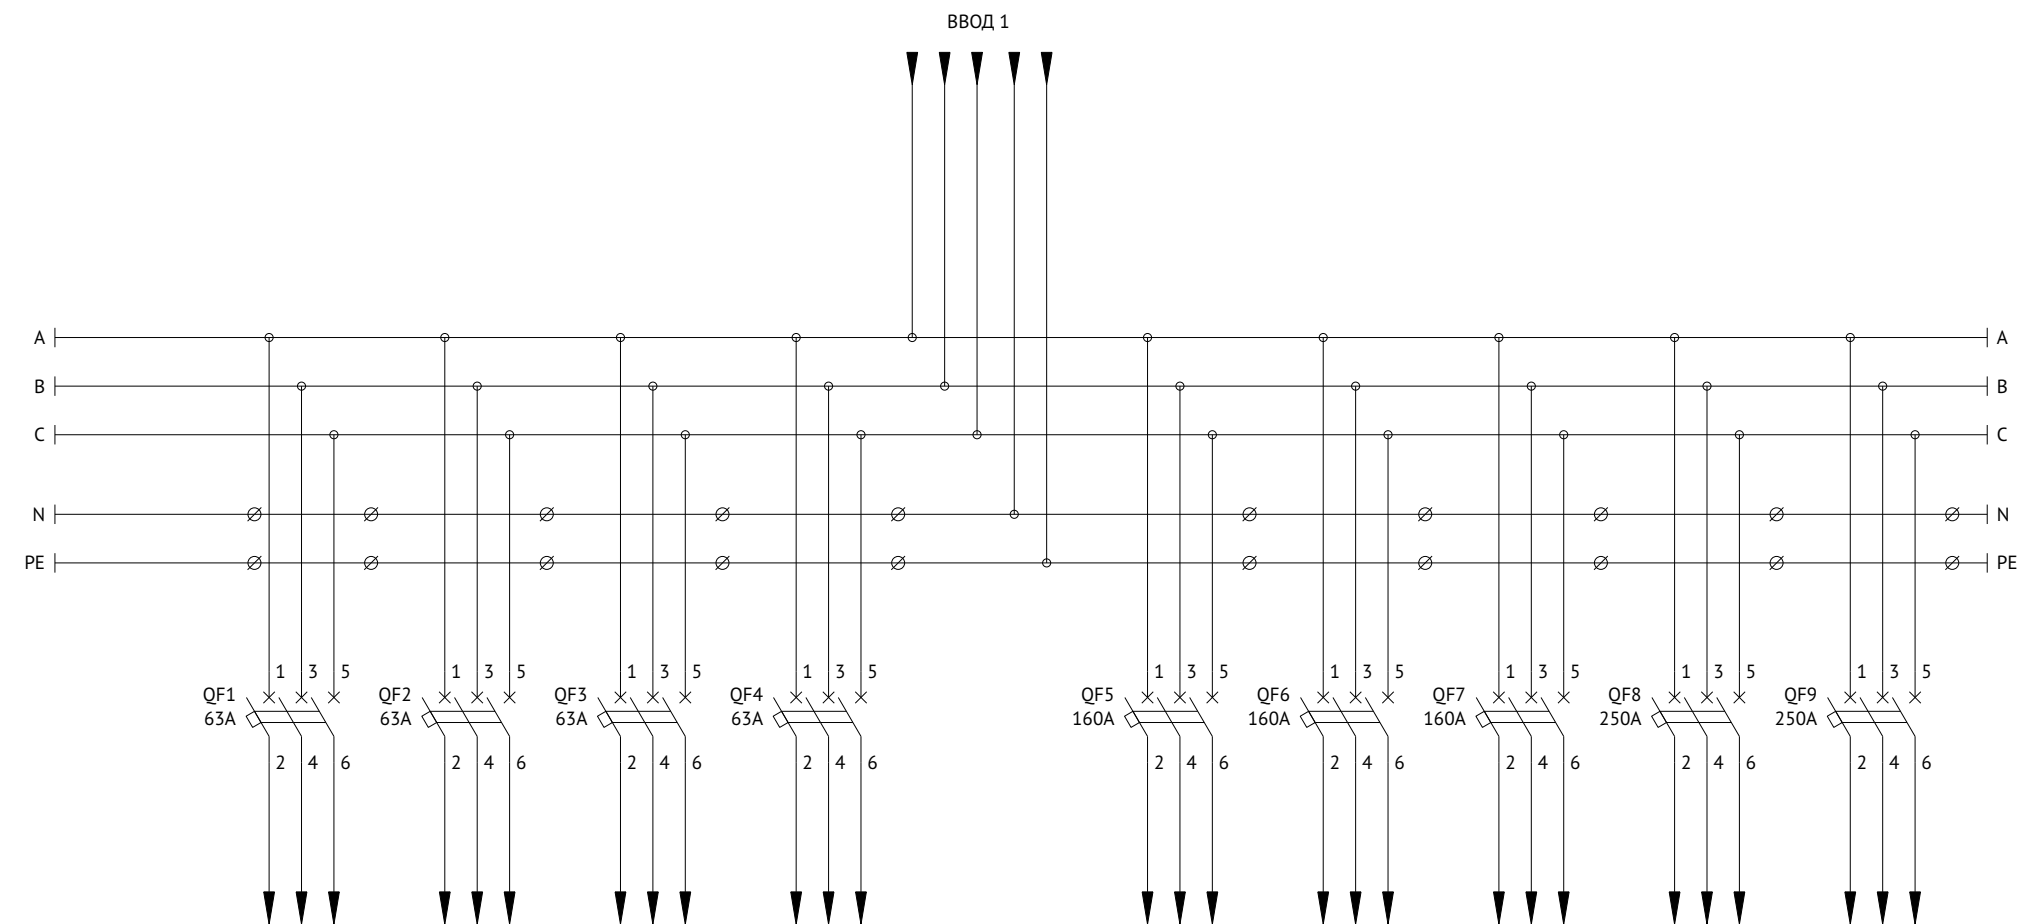 ВВОД 1
A A
B B
C C
N N
PE PE
1 3 5 1 3 5 1 3 5 1 3 5 1 3 5 1 3 5 1 3 5 1 3 5 1 3 5
QF1 QF2 QF3 QF4 QF5 QF6 QF7 QF8 QF9
63A 63A 63A 63A 160A 160A 160A 250A 250A
2 4 6 2 4 6 2 4 6 2 4 6 2 4 6 2 4 6 2 4 6 2 4 6 2 4 6